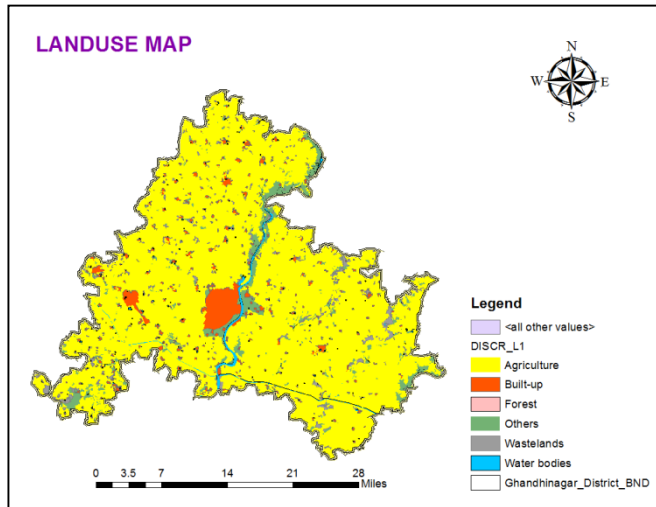 LANDUSE MAP
N
W E
S
Legend
<all other values>
DISCR_L1
Agriculture
Built-up
Forest
Others
Wastelands
Water bodies
Ghandhinagar_District_BND
0 3.5 7 14 21 28
Miles